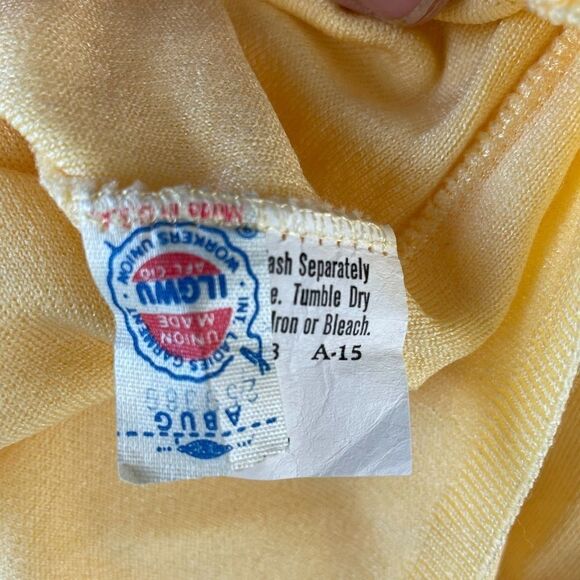 Made in U.S.A.
INT'L LADIES GARMENT WORKERS UNION
AFL CIO
ILGWU
UNION
MADE
ABUG
ash Separately
e. Tumble Dry
Iron or Bleach.
A-15